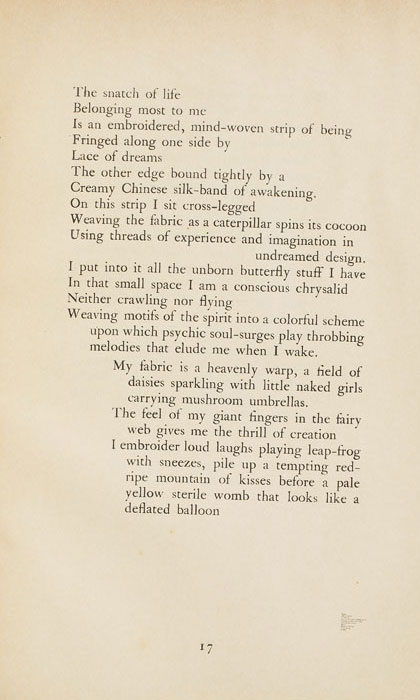 The snatch of life
Belonging most to me
Is an embroidered, mind-woven strip of being
Fringed along one side by
Lace of dreams
The other edge bound tightly by a
Creamy Chinese silk-band of awakening.
On this strip I sit cross-legged
Weaving the fabric as a caterpillar spins its cocoon
Using threads of experience and imagination in
undreamed design.
I put into it all the unborn butterfly stuff I have
In that small space I am a conscious chrysalid
Neither crawling nor flying
Weaving motifs of the spirit into a colorful scheme
upon which psychic soul-surges play throbbing
melodies that elude me when I wake.
My fabric is a heavenly warp, a field of
daisies sparkling with little naked girls
carrying mushroom umbrellas.
The feel of my giant fingers in the fairy
web gives me the thrill of creation
I embroider loud laughs playing leap-frog
with sneezes, pile up a tempting red-
ripe mountain of kisses before a pale
yellow sterile womb that looks like a
deflated balloon
17